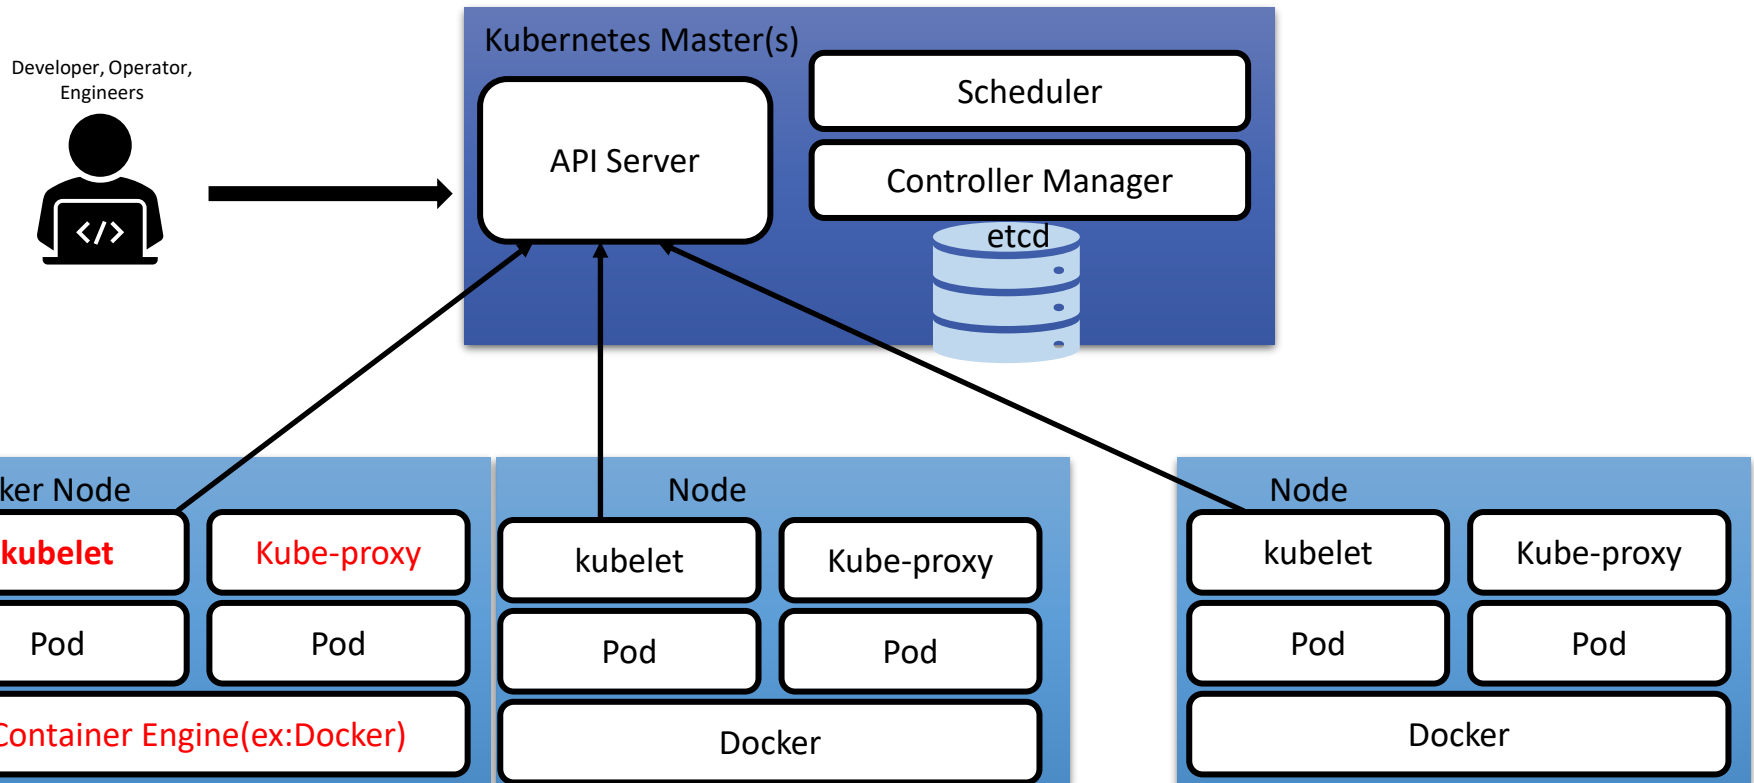 Kubernetes Master(s)
Developer, Operator,
Engineers
</>
API Server
Scheduler
Controller Manager
etcd
ker Node
kubelet
Kube-proxy
Pod
Pod
Container Engine(ex:Docker)
Node
kubelet
Kube-proxy
Pod
Pod
Docker
Node
kubelet
Kube-proxy
Pod
Pod
Docker